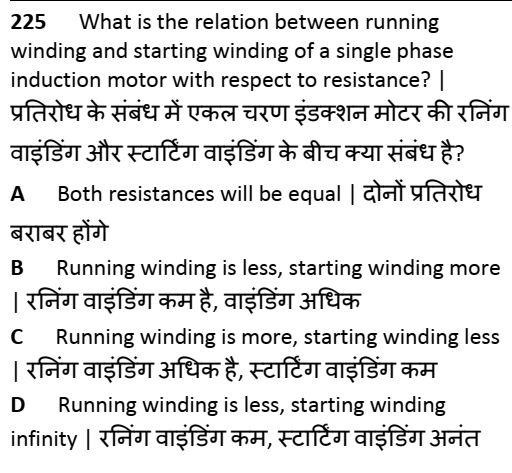 225 What is the relation between running
winding and starting winding of a single phase
induction motor with respect to resistance? |
प्रतिरोध के संबंध में एकल चरण इंडक्शन मोटर की रनिंग
वाइंडिंग और स्टार्टिंग वाइंडिंग के बीच क्या संबंध है?
A Both resistances will be equal | दोनों प्रतिरोध
बराबर होंगे
B Running winding is less, starting winding more
| रनिंग वाइंडिंग कम है, वाइंडिंग अधिक
C Running winding is more, starting winding less
| रनिंग वाइंडिंग अधिक है, स्टार्टिंग वाइंडिंग कम
D Running winding is less, starting winding
infinity | रनिंग वाइंडिंग कम, स्टार्टिंग वाइंडिंग अनंत